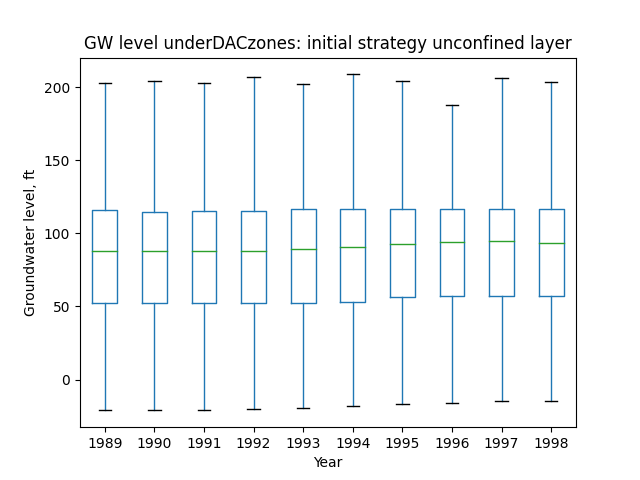 GW level underDACzones: initial strategy unconfined layer
200
150
100
50
0
Groundwater level, ft
1989 1990 1991 1992 1993 1994 1995 1996 1997 1998
Year